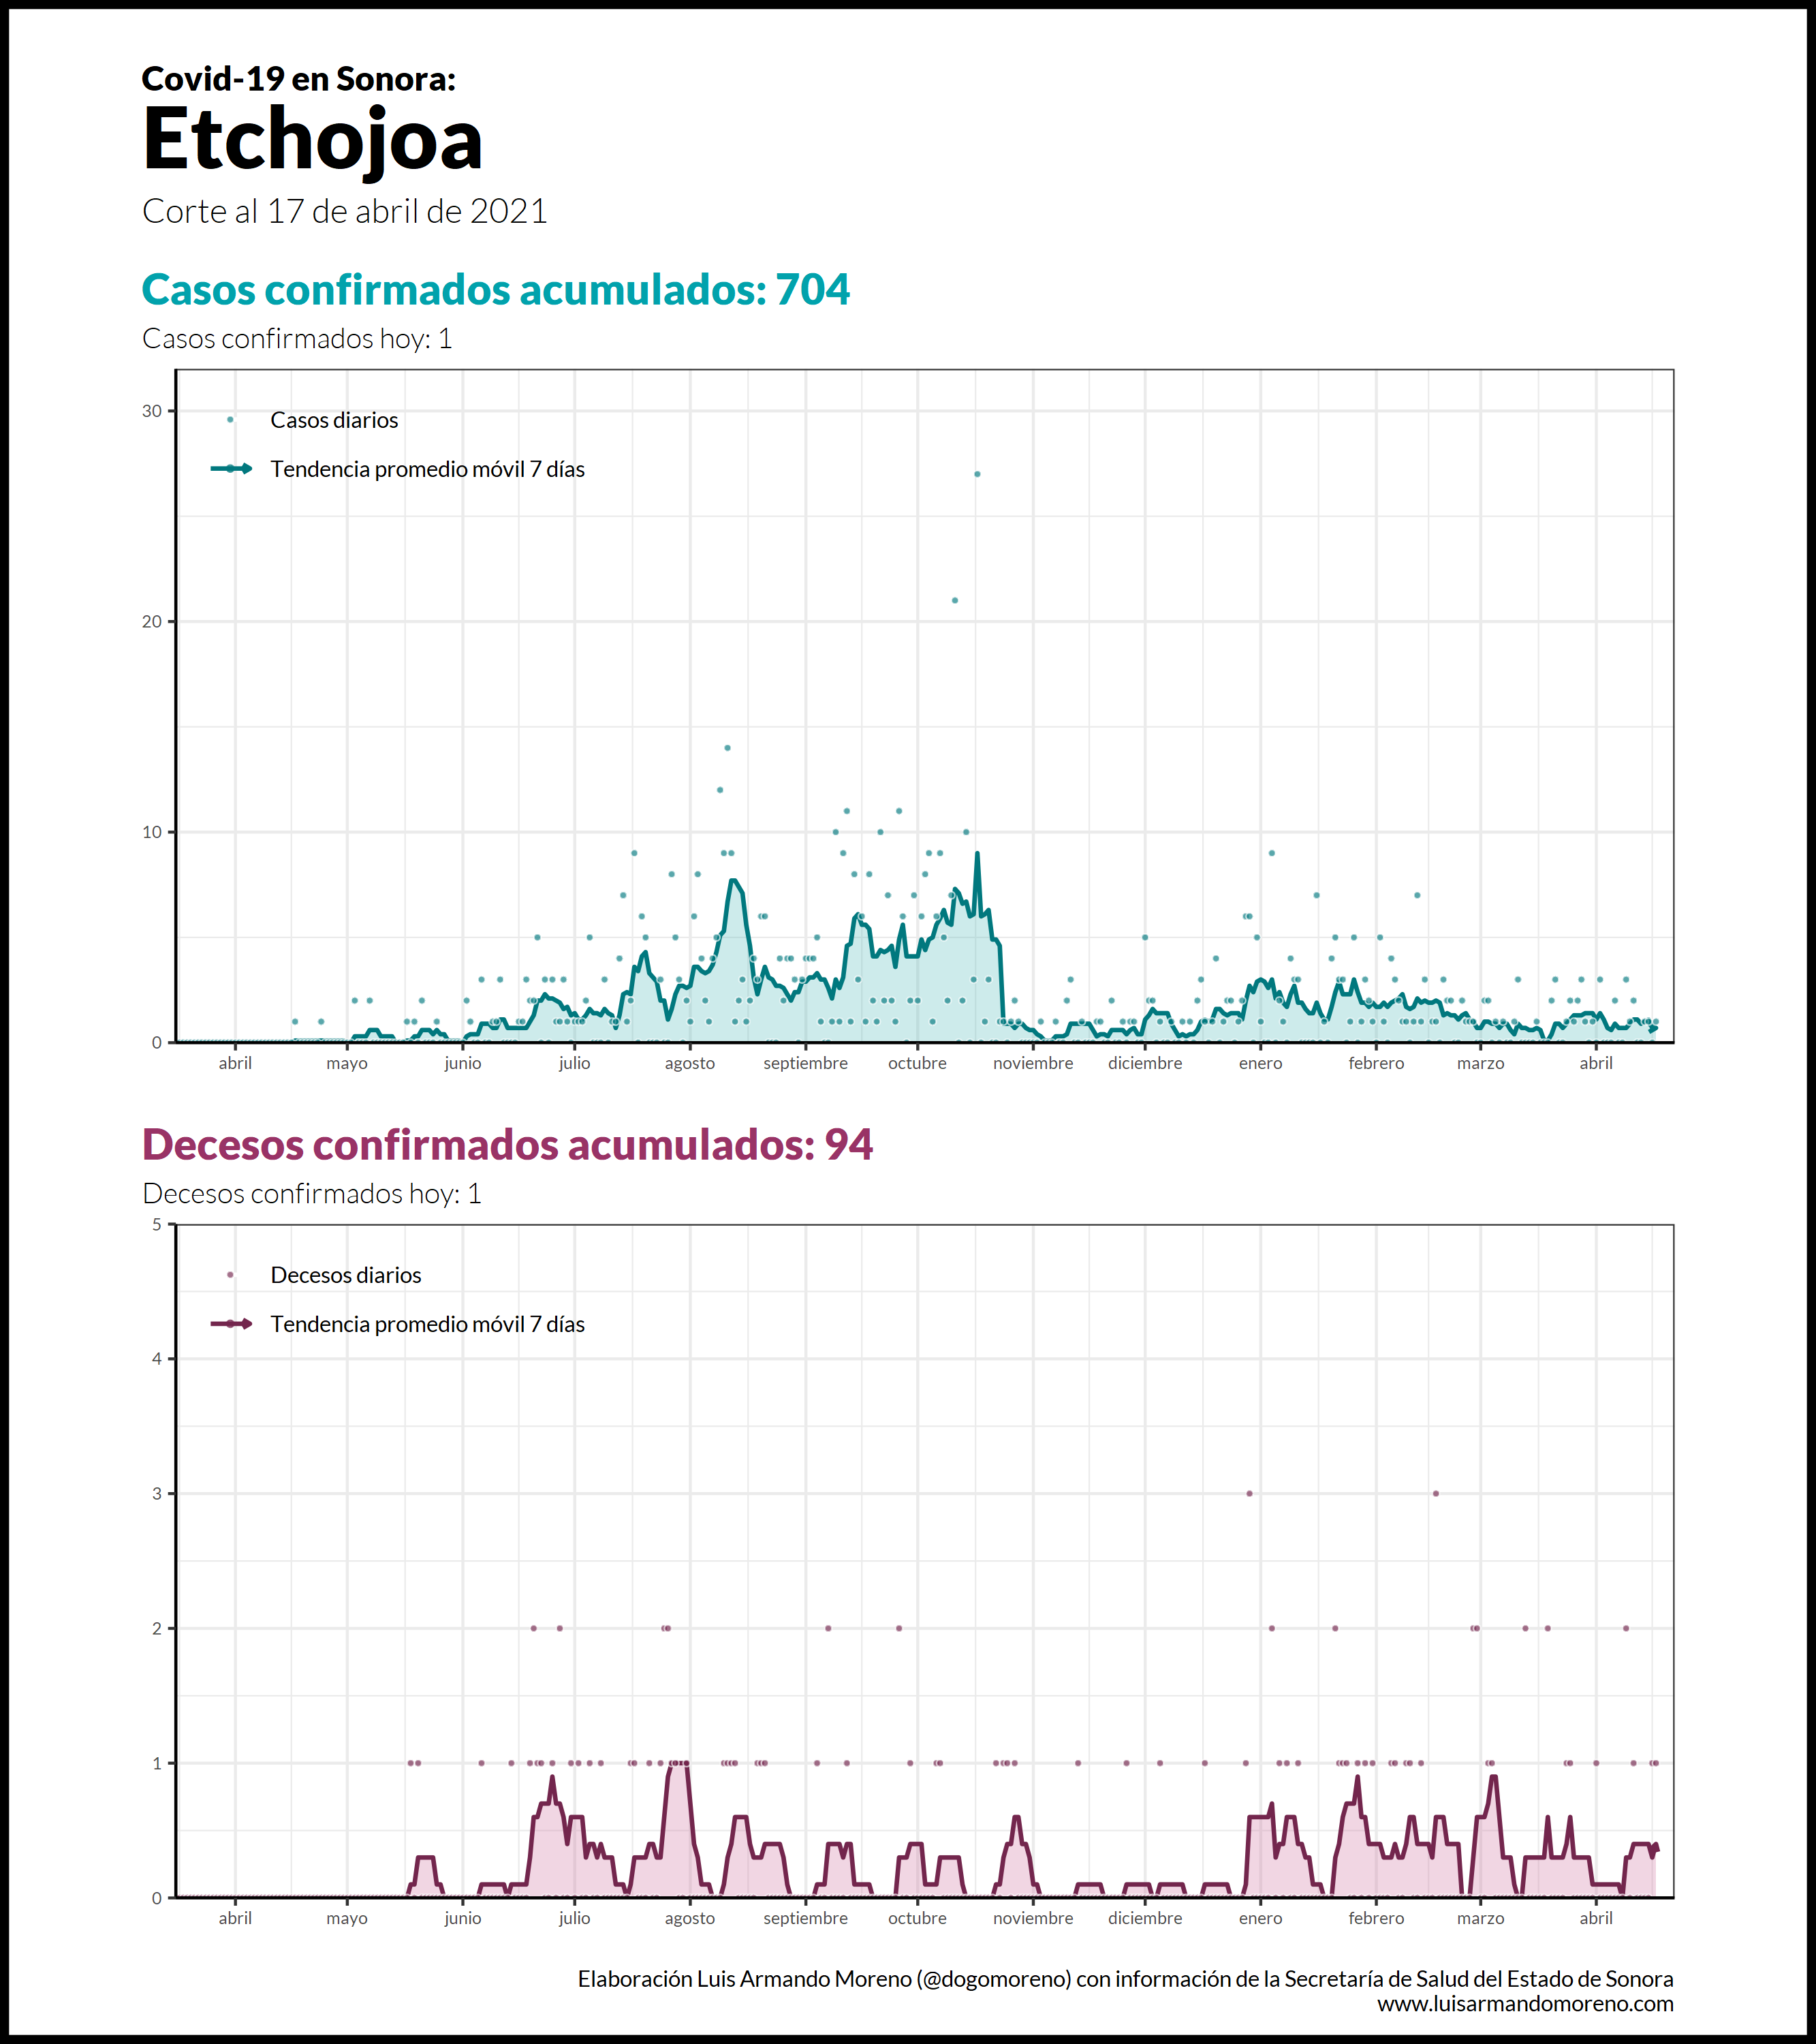 Covid-19 en Sonora:
Etchojoa
Corte al 17 de abril de 2021
Casos confirmados acumulados: 704
Casos confirmados hoy: 1
30
20
10
0
Casos diarios
Tendencia promedio móvil 7 días
abril mayo junio julio agosto septiembre octubre noviembre diciembre enero febrero marzo abril
Decesos confirmados acumulados: 94
Decesos confirmados hoy: 1
5
4
3
2
1
0
Decesos diarios
Tendencia promedio móvil 7 días
abril mayo junio julio agosto septiembre octubre noviembre diciembre enero febrero marzo abril
Elaboración Luis Armando Moreno (@dogomoreno) con información de la Secretaría de Salud del Estado de Sonora
www.luisarmandomoreno.com